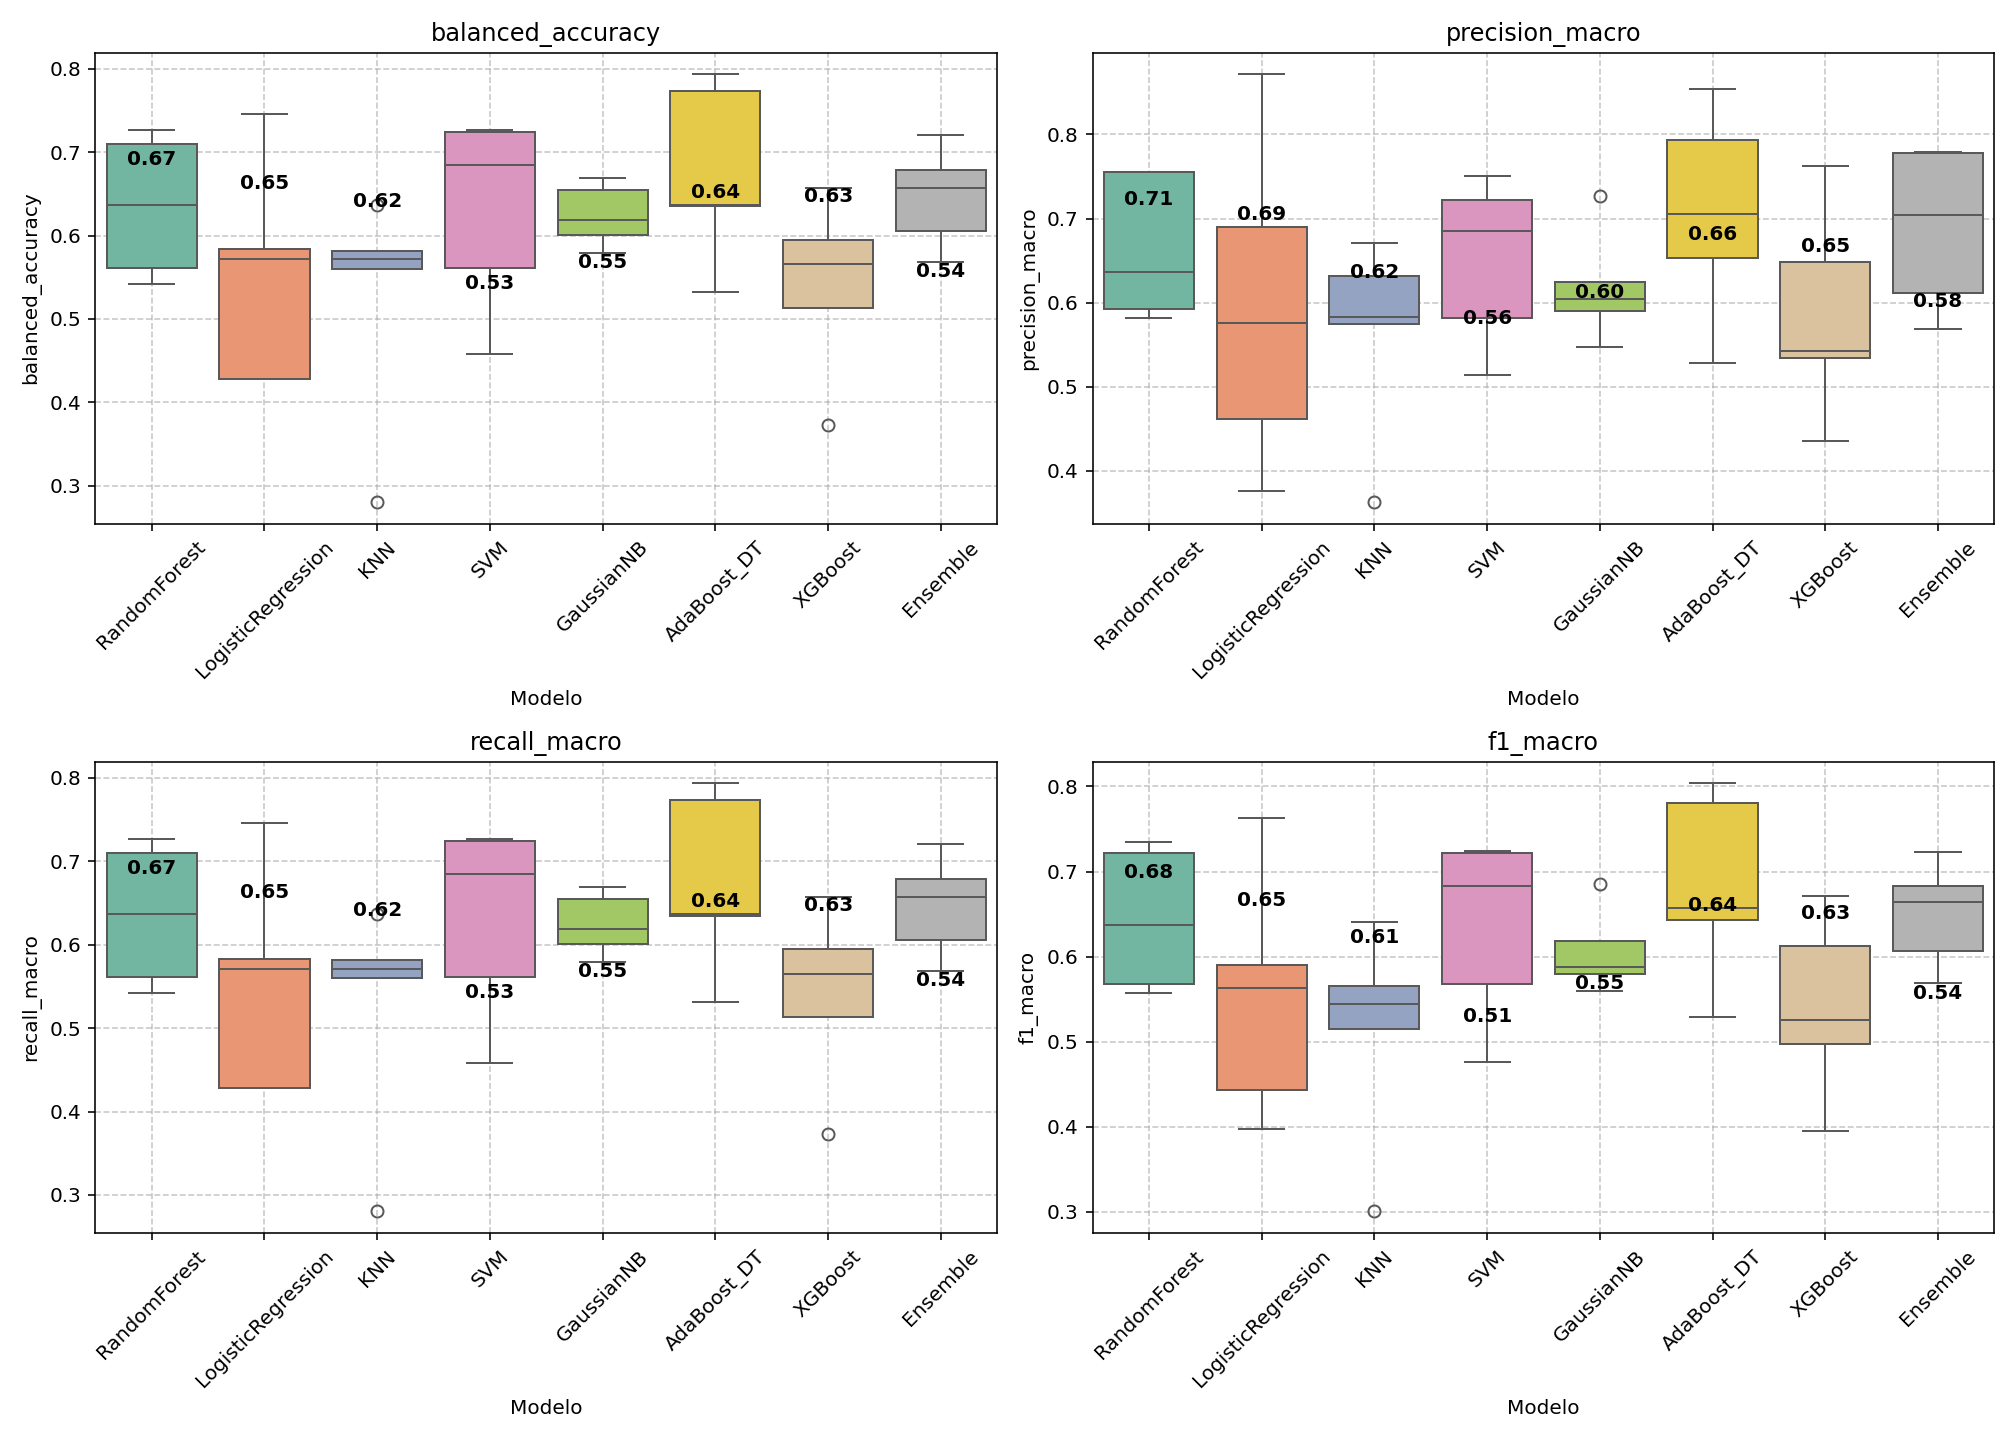 balanced_accuracy
balanced_accuracy
0.8
0.7
0.6
0.5
0.4
0.3
0.67
0.65
0.62
0.53
0.55
0.64
0.63
0.54
RandomForest
LogisticRegression
KNN
SVM
GaussianNB
AdaBoost_DT
XGBoost
Ensemble
Modelo
precision_macro
precision_macro
0.8
0.7
0.6
0.5
0.4
0.71
0.69
0.62
0.56
0.60
0.66
0.65
0.58
RandomForest
LogisticRegression
KNN
SVM
GaussianNB
AdaBoost_DT
XGBoost
Ensemble
Modelo
recall_macro
recall_macro
0.8
0.7
0.6
0.5
0.4
0.3
0.67
0.65
0.62
0.53
0.55
0.64
0.63
0.54
RandomForest
LogisticRegression
KNN
SVM
GaussianNB
AdaBoost_DT
XGBoost
Ensemble
Modelo
f1_macro
f1_macro
0.8
0.7
0.6
0.5
0.4
0.3
0.68
0.65
0.61
0.51
0.55
0.64
0.63
0.54
RandomForest
LogisticRegression
KNN
SVM
GaussianNB
AdaBoost_DT
XGBoost
Ensemble
Modelo